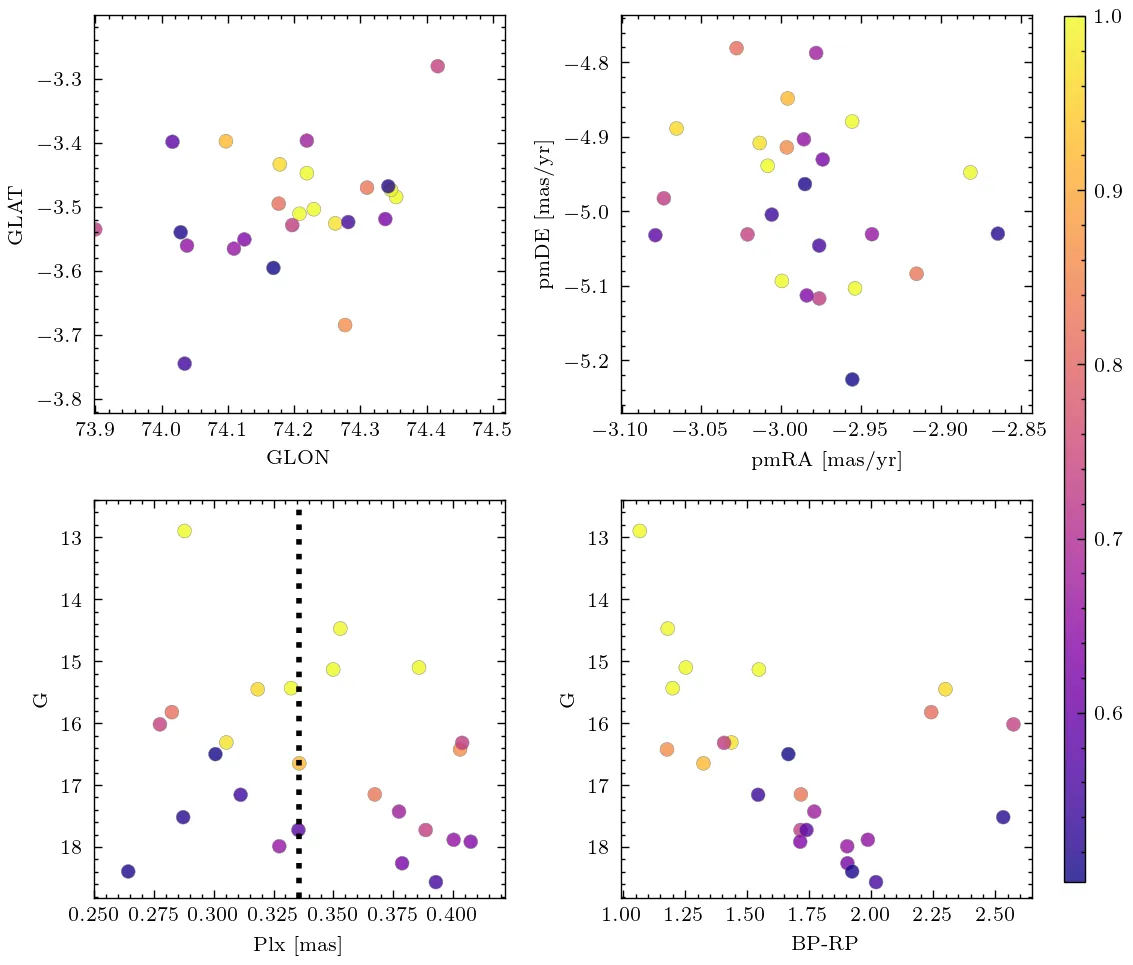 −3.3
−3.4
−3.5
−3.6
−3.7
−3.8
GLAT
73.9 74.0 74.1 74.2 74.3 74.4 74.5
GLON
−4.8
−4.9
−5.0
−5.1
−5.2
pmDE [mas/yr]
−3.10 −3.05 −3.00 −2.95 −2.90 −2.85
pmRA [mas/yr]
1.0
0.9
0.8
0.7
0.6
13
14
15
16
17
18
G
0.250 0.275 0.300 0.325 0.350 0.375 0.400
Plx [mas]
13
14
15
16
17
18
G
1.00 1.25 1.50 1.75 2.00 2.25 2.50
BP-RP